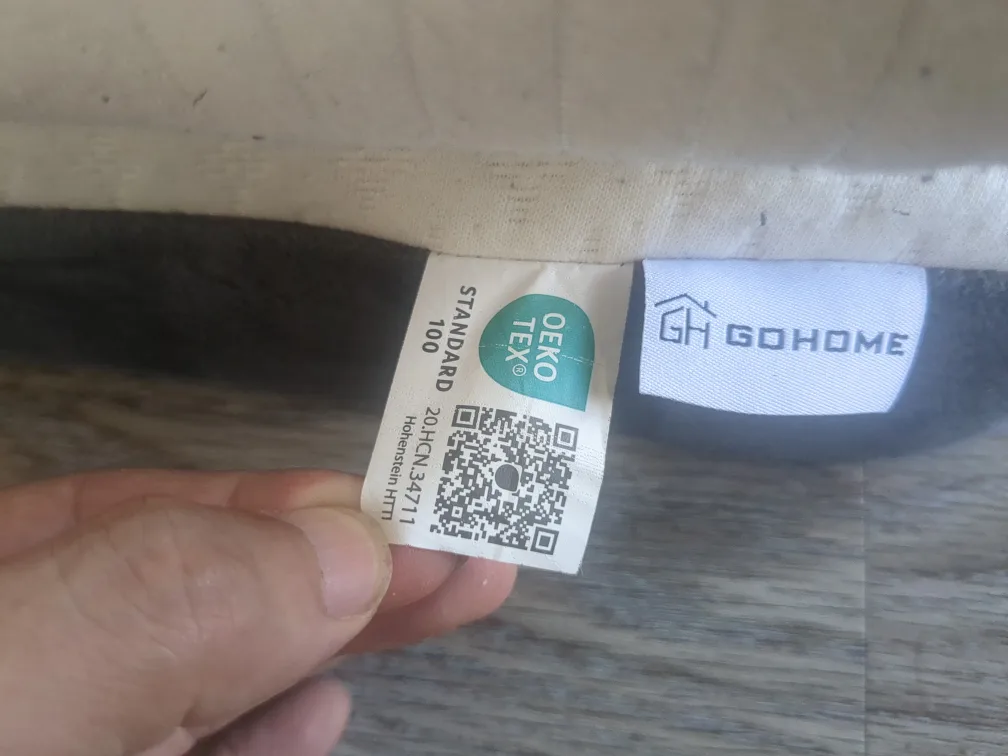 OEKO
TEX®
STANDARD
100
20.HCN.34711
Hohenstein HTTI
GH GOHOME